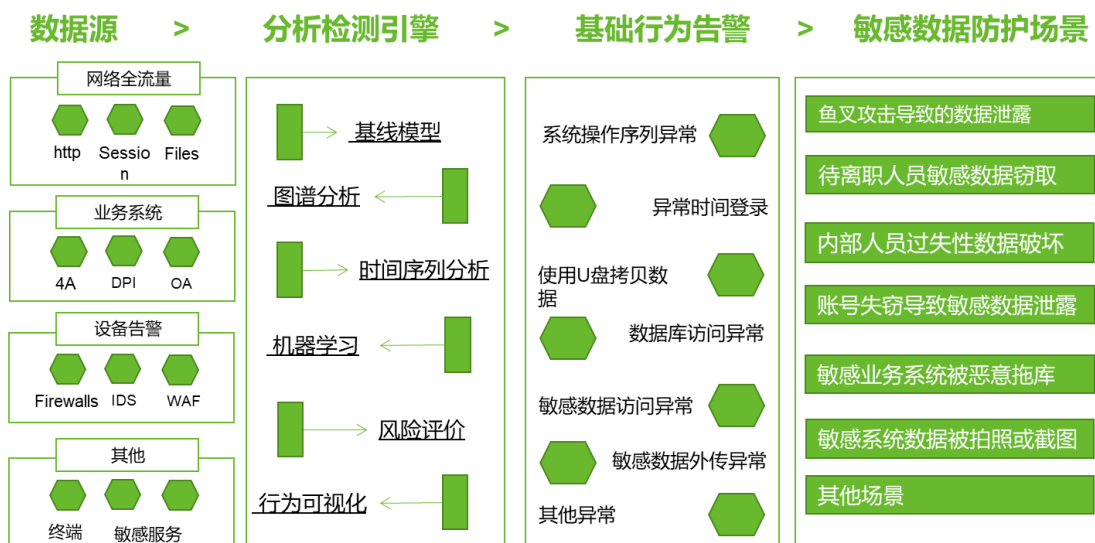 数据源 > 分析检测引擎 > 基础行为告警 > 敏感数据防护场景
网络全流量
http Sessio Files
n
业务系统
4A DPI OA
设备告警
Firewalls IDS WAF
其他
终端 敏感服务
基线模型
图谱分析
时间序列分析
机器学习
风险评价
行为可视化
系统操作序列异常
异常时间登录
使用U盘拷贝数
据
数据库访问异常
敏感数据访问异常
敏感数据外传异常
其他异常
鱼叉攻击导致的数据泄露
待离职人员敏感数据窃取
内部人员过失性数据破坏
账号失窃导致敏感数据泄露
敏感业务系统被恶意拖库
敏感系统数据被拍照或截图
其他场景